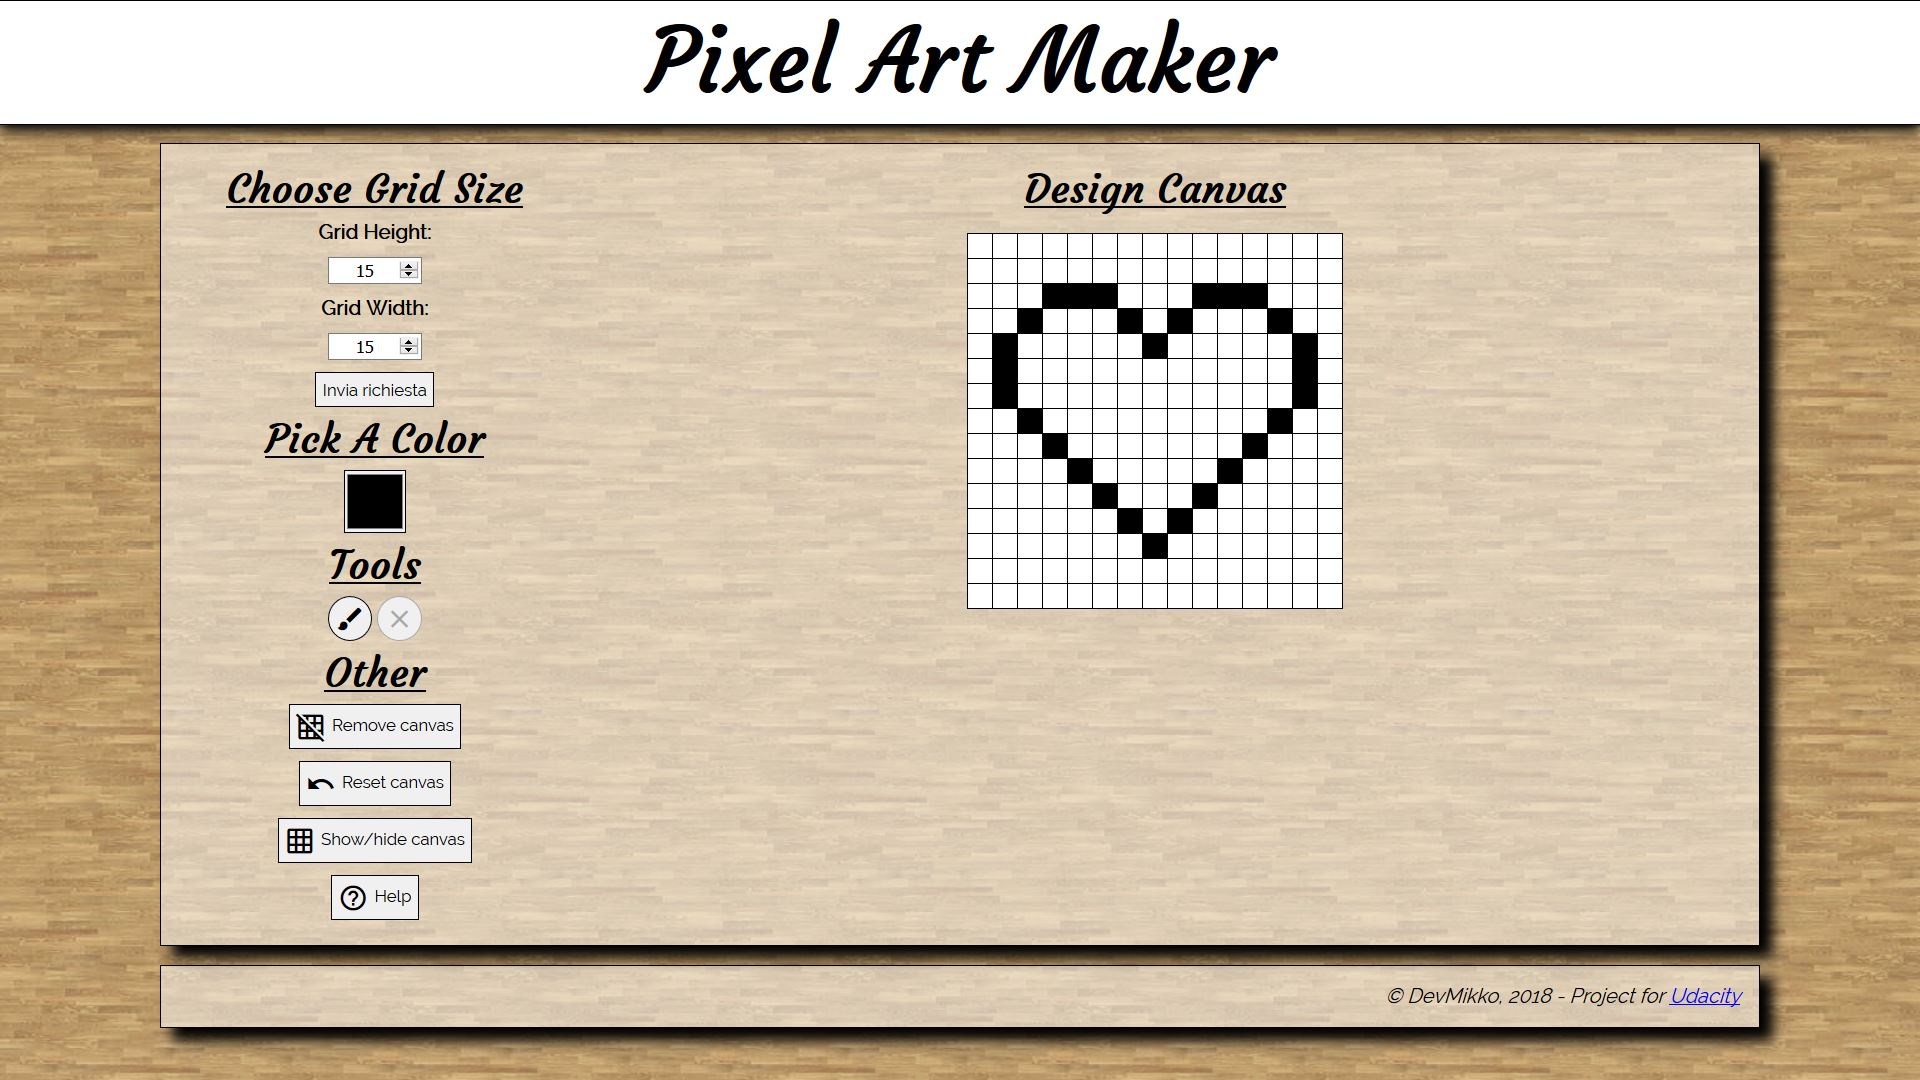 Pixel Art Maker
Choose Grid Size
Grid Height:
15
Grid Width:
15
Invia richiesta
Pick A Color
Tools
Other
Remove canvas
Reset canvas
Show/hide canvas
Help
Design Canvas
© DevMikko, 2018 - Project for Udacity